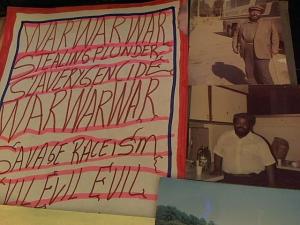 WARWARWAR
STEALINGPLUNDER
SLAVERYGENCIDE
WARWARWAR
SAVAGE RACEISM
EVIL EVIL EVIL